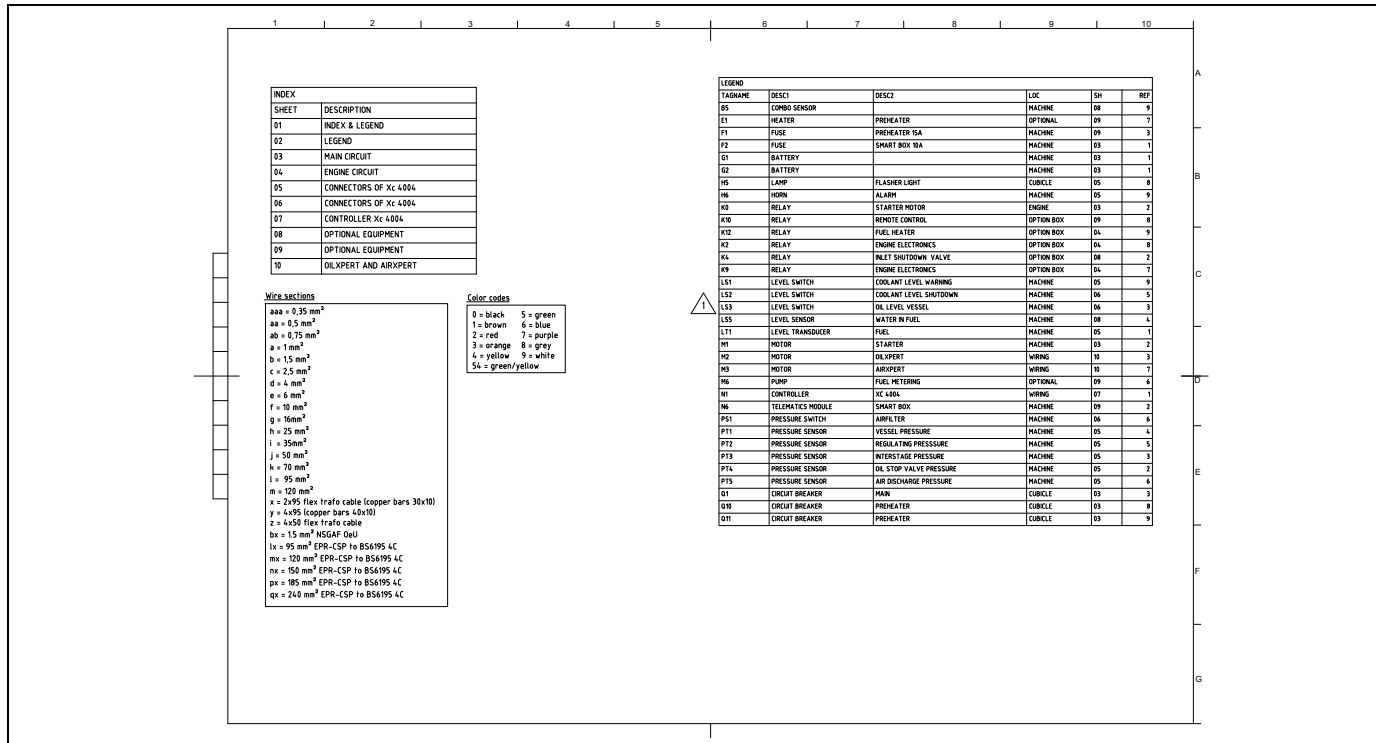 1 2 3 4 5 6 7 8 9 10
A
B
C
D
E
F
G
INDEX
SHEET DESCRIPTION
01 INDEX & LEGEND
02 LEGEND
03 MAIN CIRCUIT
04 ENGINE CIRCUIT
05 CONNECTORS OF Xc 4004
06 CONNECTORS OF Xc 4004
07 CONTROLLER Xc 4004
08 OPTIONAL EQUIPMENT
09 OPTIONAL EQUIPMENT
10 OILXPERT AND AIRXPERT
Wire sections
aaa = 0,35 mm²
aa = 0,5 mm²
ab = 0,75 mm²
a = 1 mm²
b = 1,5 mm²
c = 2,5 mm²
d = 4 mm²
e = 6 mm²
f = 10 mm²
g = 16mm²
h = 25 mm²
i = 35mm²
j = 50 mm²
k = 70 mm²
l = 95 mm²
m = 120 mm²
x = 2x95 flex trafo cable (copper bars 30x10)
y = 4x95 (copper bars 40x10)
z = 4x50 flex trafo cable
bx = 1.5 mm² NSGAF OeU
lx = 95 mm² EPR-CSP to BS6195 4C
mx = 120 mm² EPR-CSP to BS6195 4C
nx = 150 mm² EPR-CSP to BS6195 4C
px = 185 mm² EPR-CSP to BS6195 4C
qx = 240 mm² EPR-CSP to BS6195 4C
Color codes
0 = black 5 = green
1 = brown 6 = blue
2 = red 7 = purple
3 = orange 8 = grey
4 = yellow 9 = white
54 = green/yellow
1
LEGEND
TAGNAME DESC1 DESC2 LOC SH REF
B5 COMBO SENSOR MACHINE 08 9
E1 HEATER PREHEATER OPTIONAL 09 7
F1 FUSE PREHEATER 15A MACHINE 09 3
F2 FUSE SMART BOX 10A MACHINE 03 1
G1 BATTERY MACHINE 03 1
G2 BATTERY MACHINE 03 1
H5 LAMP FLASHER LIGHT CUBICLE 05 8
H6 HORN ALARM MACHINE 05 9
K0 RELAY STARTER MOTOR ENGINE 03 2
K10 RELAY REMOTE CONTROL OPTION BOX 09 8
K12 RELAY FUEL HEATER OPTION BOX 04 9
K2 RELAY ENGINE ELECTRONICS OPTION BOX 04 8
K4 RELAY INLET SHUTDOWN VALVE OPTION BOX 08 2
K9 RELAY ENGINE ELECTRONICS OPTION BOX 04 7
LS1 LEVEL SWITCH COOLANT LEVEL WARNING MACHINE 05 9
LS2 LEVEL SWITCH COOLANT LEVEL SHUTDOWN MACHINE 06 5
LS3 LEVEL SWITCH OIL LEVEL VESSEL MACHINE 06 3
LS5 LEVEL SENSOR WATER IN FUEL MACHINE 08 4
LT1 LEVEL TRANSDUCER FUEL MACHINE 05 1
M1 MOTOR STARTER MACHINE 03 2
M2 MOTOR OILXPERT WIRING 10 3
M3 MOTOR AIRXPERT WIRING 10 7
M6 PUMP FUEL METERING OPTIONAL 09 6
N1 CONTROLLER XC 4004 WIRING 07 1
N6 TELEMATICS MODULE SMART BOX MACHINE 09 2
PS1 PRESSURE SWITCH AIRFILTER MACHINE 06 6
PT1 PRESSURE SENSOR VESSEL PRESSURE MACHINE 05 4
PT2 PRESSURE SENSOR REGULATING PRESSSURE MACHINE 05 5
PT3 PRESSURE SENSOR INTERSTAGE PRESSURE MACHINE 05 3
PT4 PRESSURE SENSOR OIL STOP VALVE PRESSURE MACHINE 05 2
PT5 PRESSURE SENSOR AIR DISCHARGE PRESSURE MACHINE 05 6
Q1 CIRCUIT BREAKER MAIN CUBICLE 03 3
Q10 CIRCUIT BREAKER PREHEATER CUBICLE 03 8
Q11 CIRCUIT BREAKER PREHEATER CUBICLE 03 9